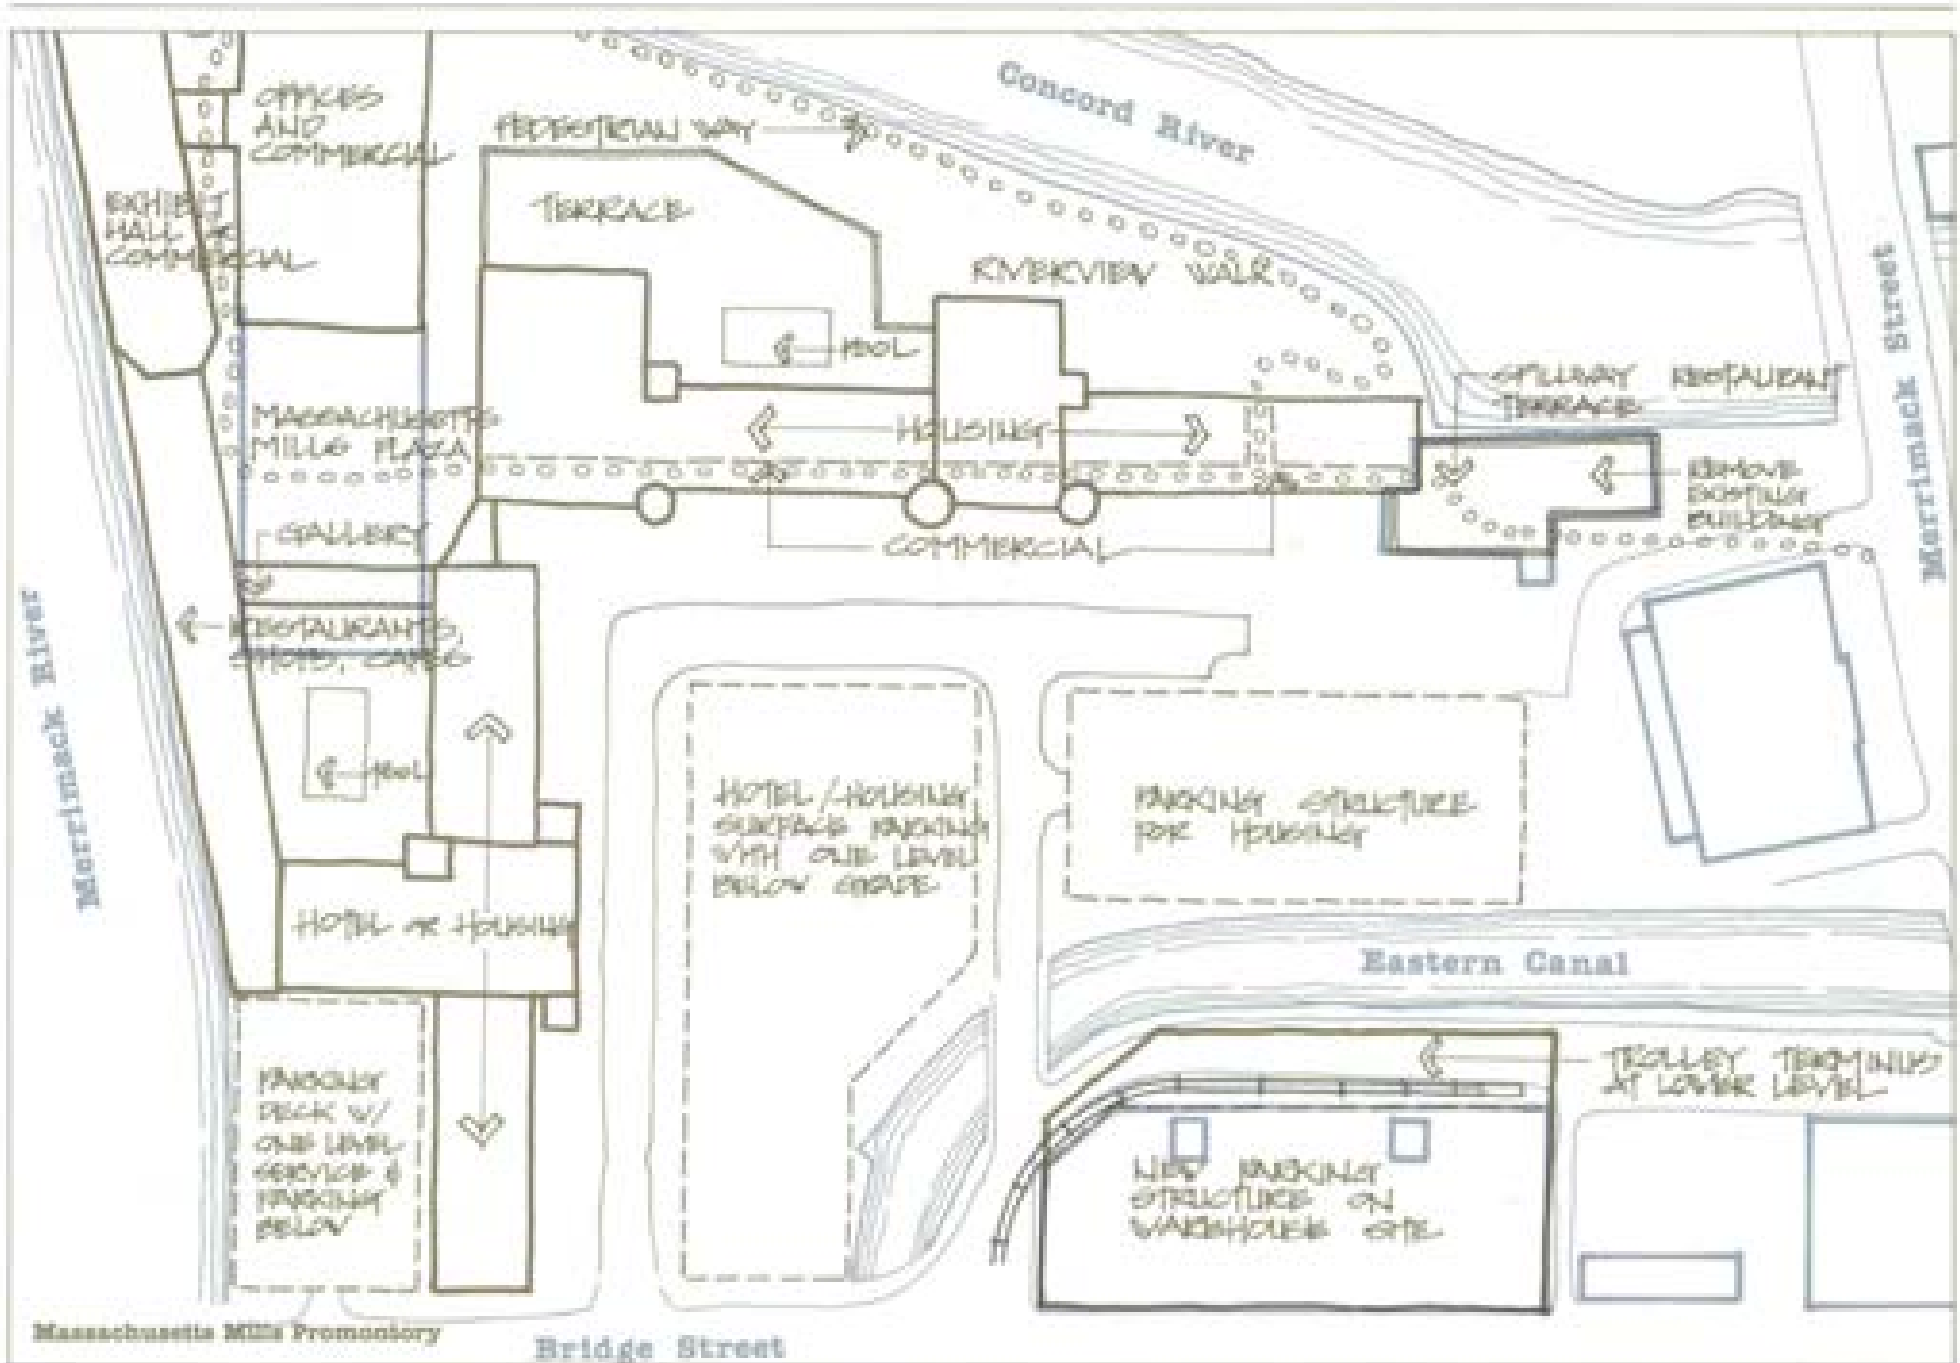 Concord River
OFFICES
AND
COMMERCIAL
PEDESTRIAN WAY
EXHIBIT
HALL OR
COMMERCIAL
TERRACE
RIVERVIEW WALK
Merrimack Street
POOL
SPILLWAY RESTAURANT
TERRACE
MASSACHUSETTS
MILLS PLAZA
HOUSING
REMOVE
EXISTING
BUILDING
GALLERY
COMMERCIAL
Merrimack River
RESTAURANTS,
SHOPS, CAFES
POOL
HOTEL / HOUSING
SURFACE PARKING
WITH ONE LEVEL
BELOW GRADE
PARKING STRUCTURE
FOR HOUSING
HOTEL OR HOUSING
Eastern Canal
PARKING
DECK W/
ONE LEVEL
SERVICE &
PARKING
BELOW
TROLLEY TERMINUS
AT LOWER LEVEL
NEW PARKING
STRUCTURE ON
WAREHOUSE SITE
Massachusetts Mills Promontory
Bridge Street